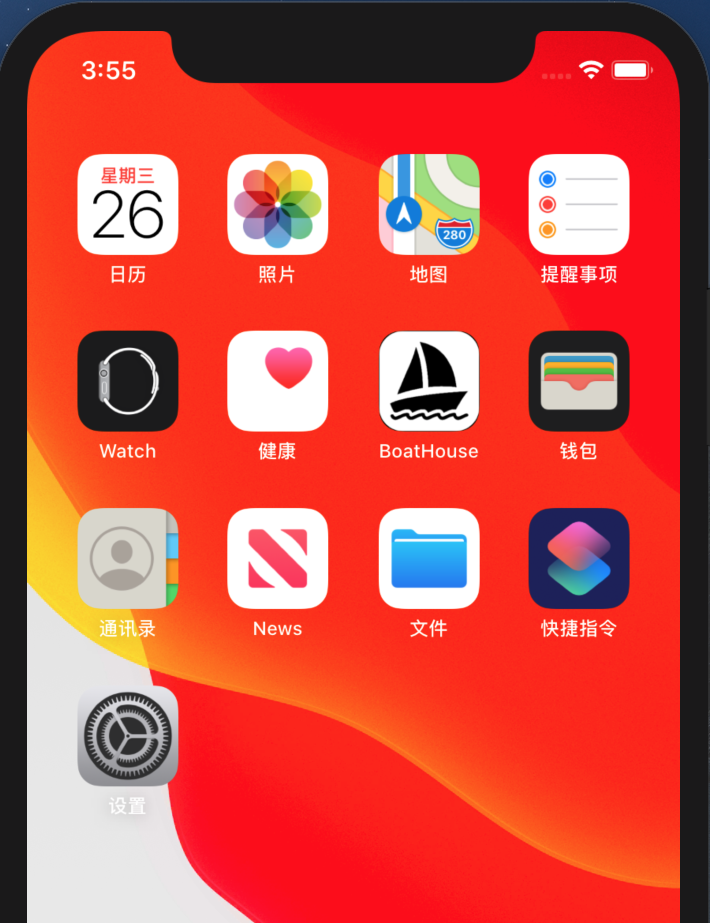 3:55
星期三
26
280
日历
照片
地图
提醒事项
Watch
健康
BoatHouse
钱包
通讯录
News
文件
快捷指令
设置